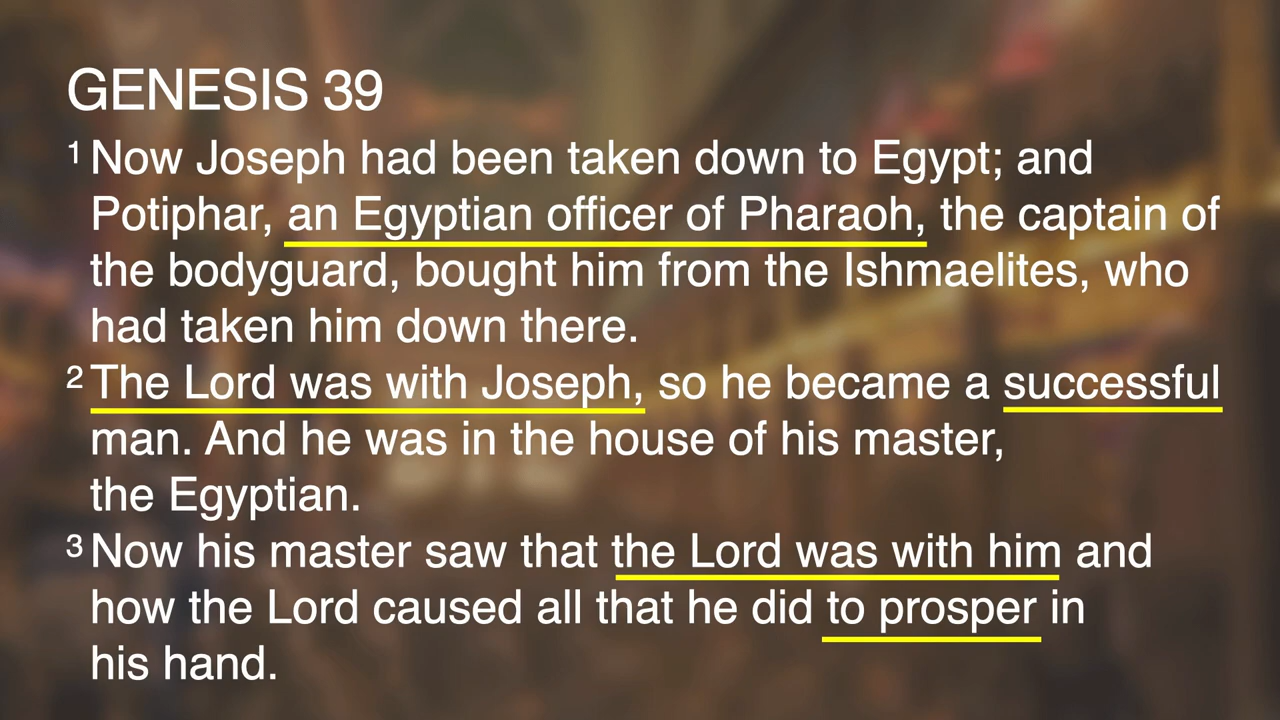 GENESIS 39
1 Now Joseph had been taken down to Egypt; and
Potiphar, an Egyptian officer of Pharaoh, the captain of
the bodyguard, bought him from the Ishmaelites, who
had taken him down there.
2 The Lord was with Joseph, so he became a successful
man. And he was in the house of his master,
the Egyptian.
3 Now his master saw that the Lord was with him and
how the Lord caused all that he did to prosper in
his hand.